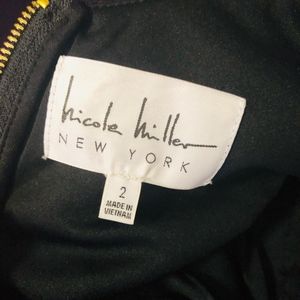 Nicole Miller
NEW YORK
2
MADE IN
VIETNAM